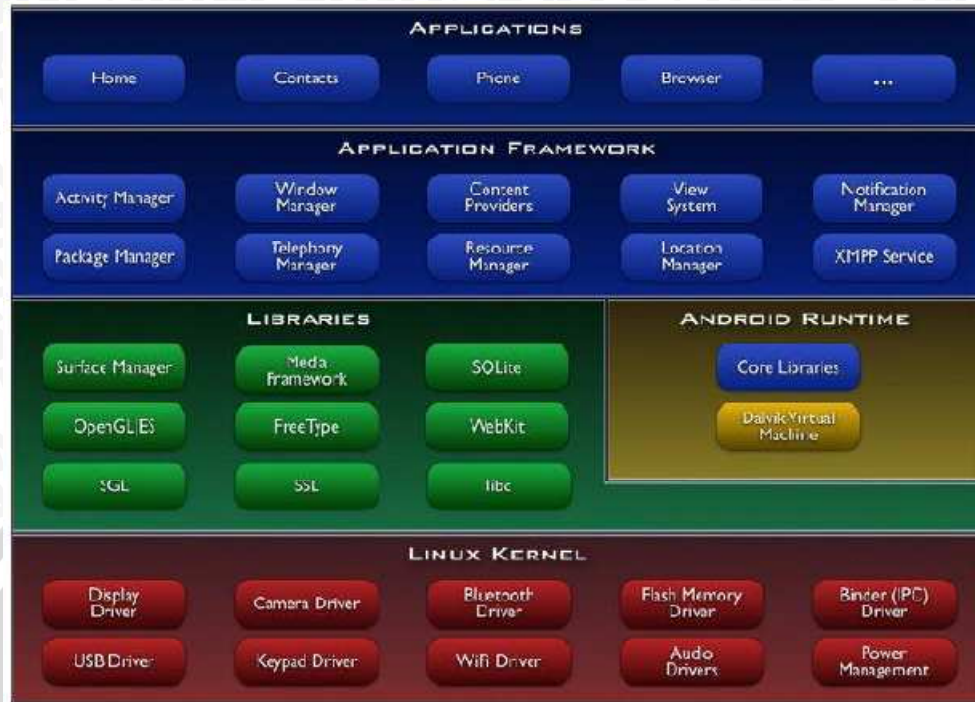 APPLICATIONS
Home
Contacts
Phone
Browser
...
APPLICATION FRAMEWORK
Activity Manager
Window
Manager
Content
Providers
View
System
Notification
Manager
Package Manager
Telephony
Manager
Resource
Manager
Location
Manager
XMPP Service
LIBRARIES
Surface Manager
Media
Framework
SQLite
OpenGL|ES
FreeType
WebKit
SGL
SSL
libc
ANDROID RUNTIME
Core Libraries
Dalvik Virtual
Machine
LINUX KERNEL
Display
Driver
Camera Driver
Bluetooth
Driver
Flash Memory
Driver
Binder (IPC)
Driver
USB Driver
Keypad Driver
WiFi Driver
Audio
Drivers
Power
Management